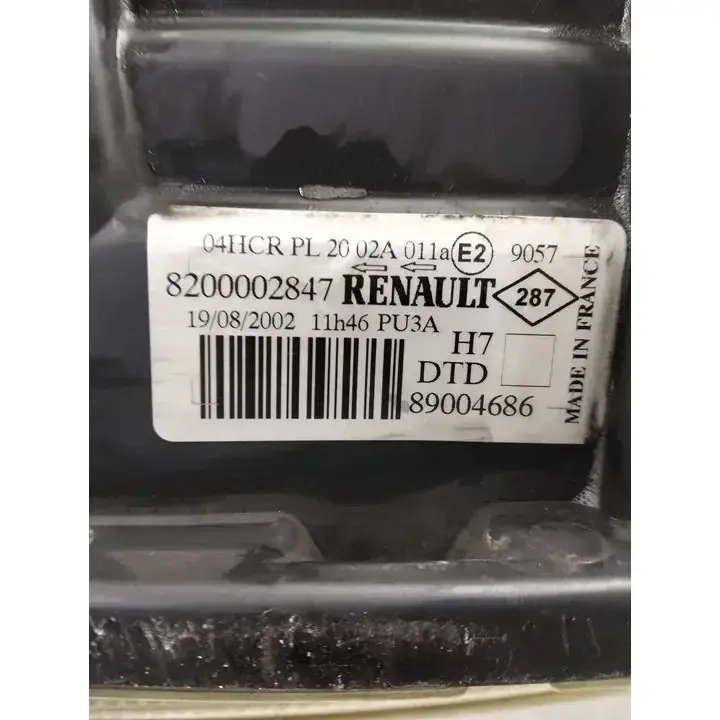 04HCR PL 20 02A 011a E2 9057
8200002847 RENAULT 287
19/08/2002 11h46 PU3A
H7
DTD
89004686
MADE IN FRANCE